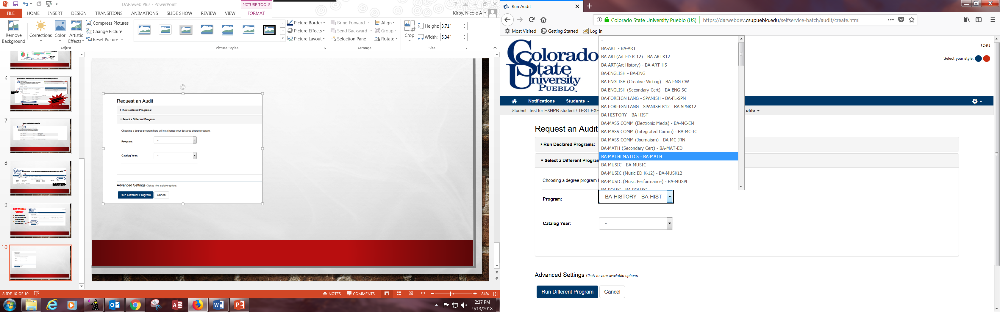 DARSweb Plus - PowerPoint
PICTURE TOOLS
FILE HOME INSERT DESIGN TRANSITIONS ANIMATIONS SLIDE SHOW REVIEW VIEW FORMAT
Kirby, Nicole A
Remove Background
Corrections
Color
Artistic Effects
Compress Pictures
Change Picture
Reset Picture
Adjust
Picture Styles
Picture Border
Picture Effects
Picture Layout
Bring Forward
Send Backward
Selection Pane
Align
Group
Rotate
Arrange
Crop
Height: 3.71"
Width: 5.34"
Size
6
7
8
9
HOW TO RUN A
"WHAT IF"
10
Request an Audit
Run Declared Programs:
Select a Different Program:
Choosing a degree program here will not change your declared degree program.
Program: -
Catalog Year: -
Advanced Settings Click to view available options.
Run Different Program Cancel
SLIDE 10 OF 10
NOTES
COMMENTS
84%
2:37 PM
9/13/2018
Run Audit
Colorado State University Pueblo (US)
https://darwebdev.csupueblo.edu/selfservice-batch/audit/create.html
Most Visited Getting Started Log In
Colorado
State
University
PUEBLO™
CSU
Select your style:
Notifications Students
Student: Test for EXHPR student / TEST EXH
rofile
-
BA-ART - BA-ART
BA-ART(Art ED K-12) - BA-ARTK12
BA-ART(Art History) - BA-ART HS
BA-ENGLISH - BA-ENG
BA-ENGLISH (Creative Writing) - BA-ENG-CW
BA-ENGLISH (Secondary Cert) - BA-ENG-SC
BA-FOREIGN LANG - SPANISH - BA-FL-SPN
BA-FOREIGN LANG - SPANISH K12 - BA-SPNK12
BA-HISTORY - BA-HIST
BA-MASS COMM (Electronic Media) - BA-MC-EM
BA-MASS COMM (Integrated Comm) - BA-MC-IC
BA-MASS COMM (Journalism) - BA-MC-JRN
BA-MATH (Secondary Cert) - BA-MAT-ED
BA-MATHEMATICS - BA-MATH
BA-MUSIC - BA-MUSIC
BA-MUSIC (Music ED K-12) - BA-MUSK12
BA-MUSIC (Music Performance) - BA-MUSPF
BA-POLSC - BA-POLISC
Request an Audit
Run Declared Programs:
Select a Different Program
Choosing a degree program
Program: BA-HISTORY - BA-HIST
Catalog Year: -
Advanced Settings Click to view available options.
Run Different Program Cancel